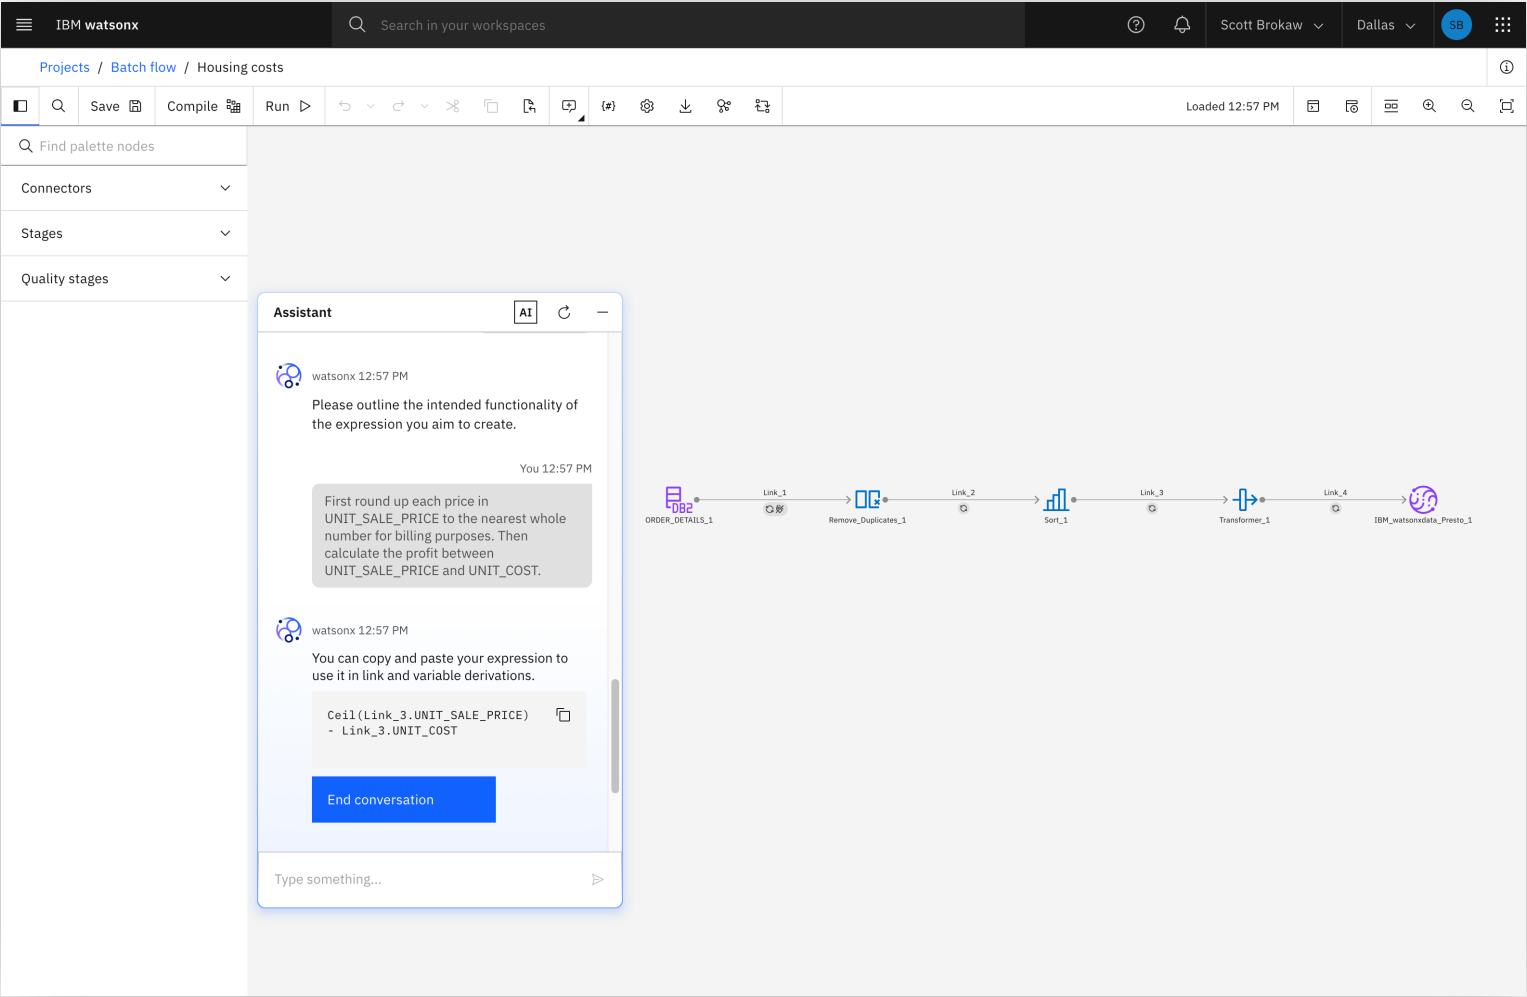 IBM watsonx
Search in your workspaces
Scott Brokaw
Dallas
SB
Projects / Batch flow / Housing costs
Save
Compile
Run
{#}
Loaded 12:57 PM
Find palette nodes
Connectors
Stages
Quality stages
Assistant
AI
watsonx 12:57 PM
Please outline the intended functionality of
the expression you aim to create.
You 12:57 PM
First round up each price in
UNIT_SALE_PRICE to the nearest whole
number for billing purposes. Then
calculate the profit between
UNIT_SALE_PRICE and UNIT_COST.
watsonx 12:57 PM
You can copy and paste your expression to
use it in link and variable derivations.
Ceil(Link_3.UNIT_SALE_PRICE)
- Link_3.UNIT_COST
End conversation
Type something...
DB2
ORDER_DETAILS_1
Link_1
Remove_Duplicates_1
Link_2
Sort_1
Link_3
Transformer_1
Link_4
IBM_watsonxdata_Presto_1